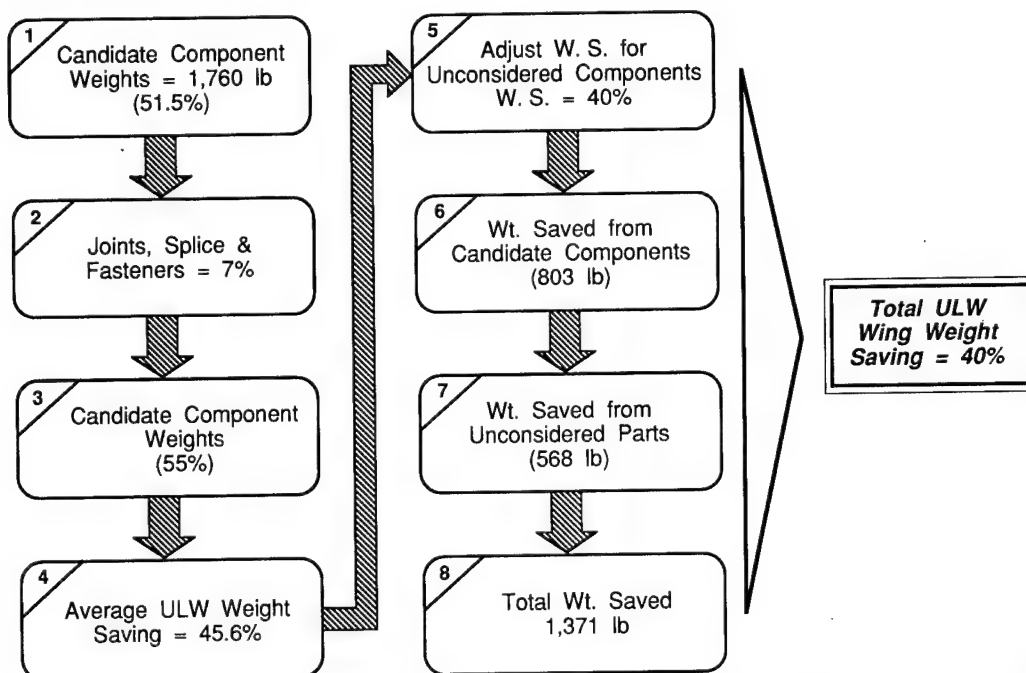 1
Candidate Component
Weights = 1,760 lb
(51.5%)
2
Joints, Splice &
Fasteners = 7%
3
Candidate Component
Weights
(55%)
4
Average ULW Weight
Saving = 45.6%
5
Adjust W. S. for
Unconsidered Components
W. S. = 40%
6
Wt. Saved from
Candidate Components
(803 lb)
7
Wt. Saved from
Unconsidered Parts
(568 lb)
8
Total Wt. Saved
1,371 lb
Total ULW
Wing Weight
Saving = 40%